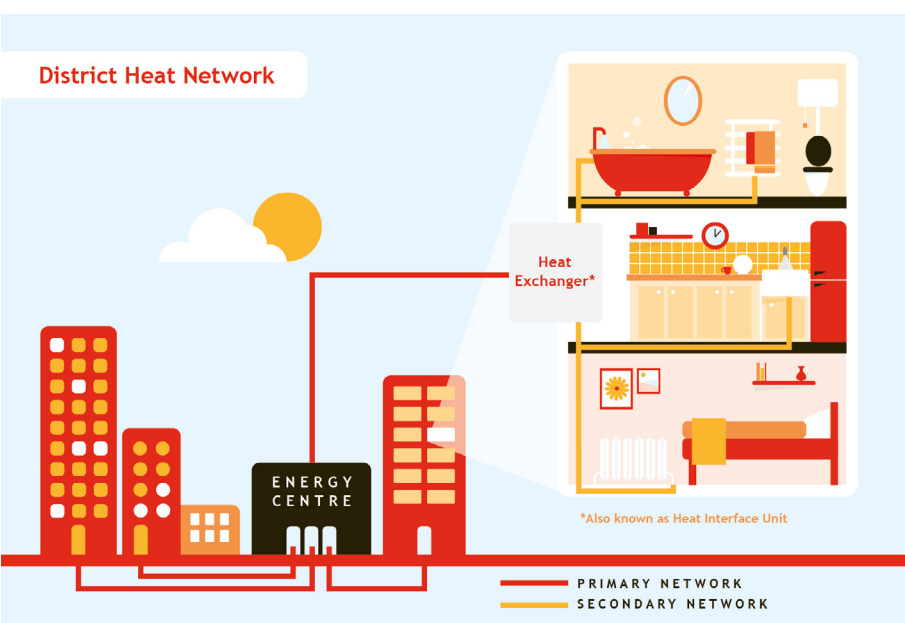 District Heat Network
Heat
Exchanger*
ENERGY
CENTRE
*Also known as Heat Interface Unit
PRIMARY NETWORK
SECONDARY NETWORK